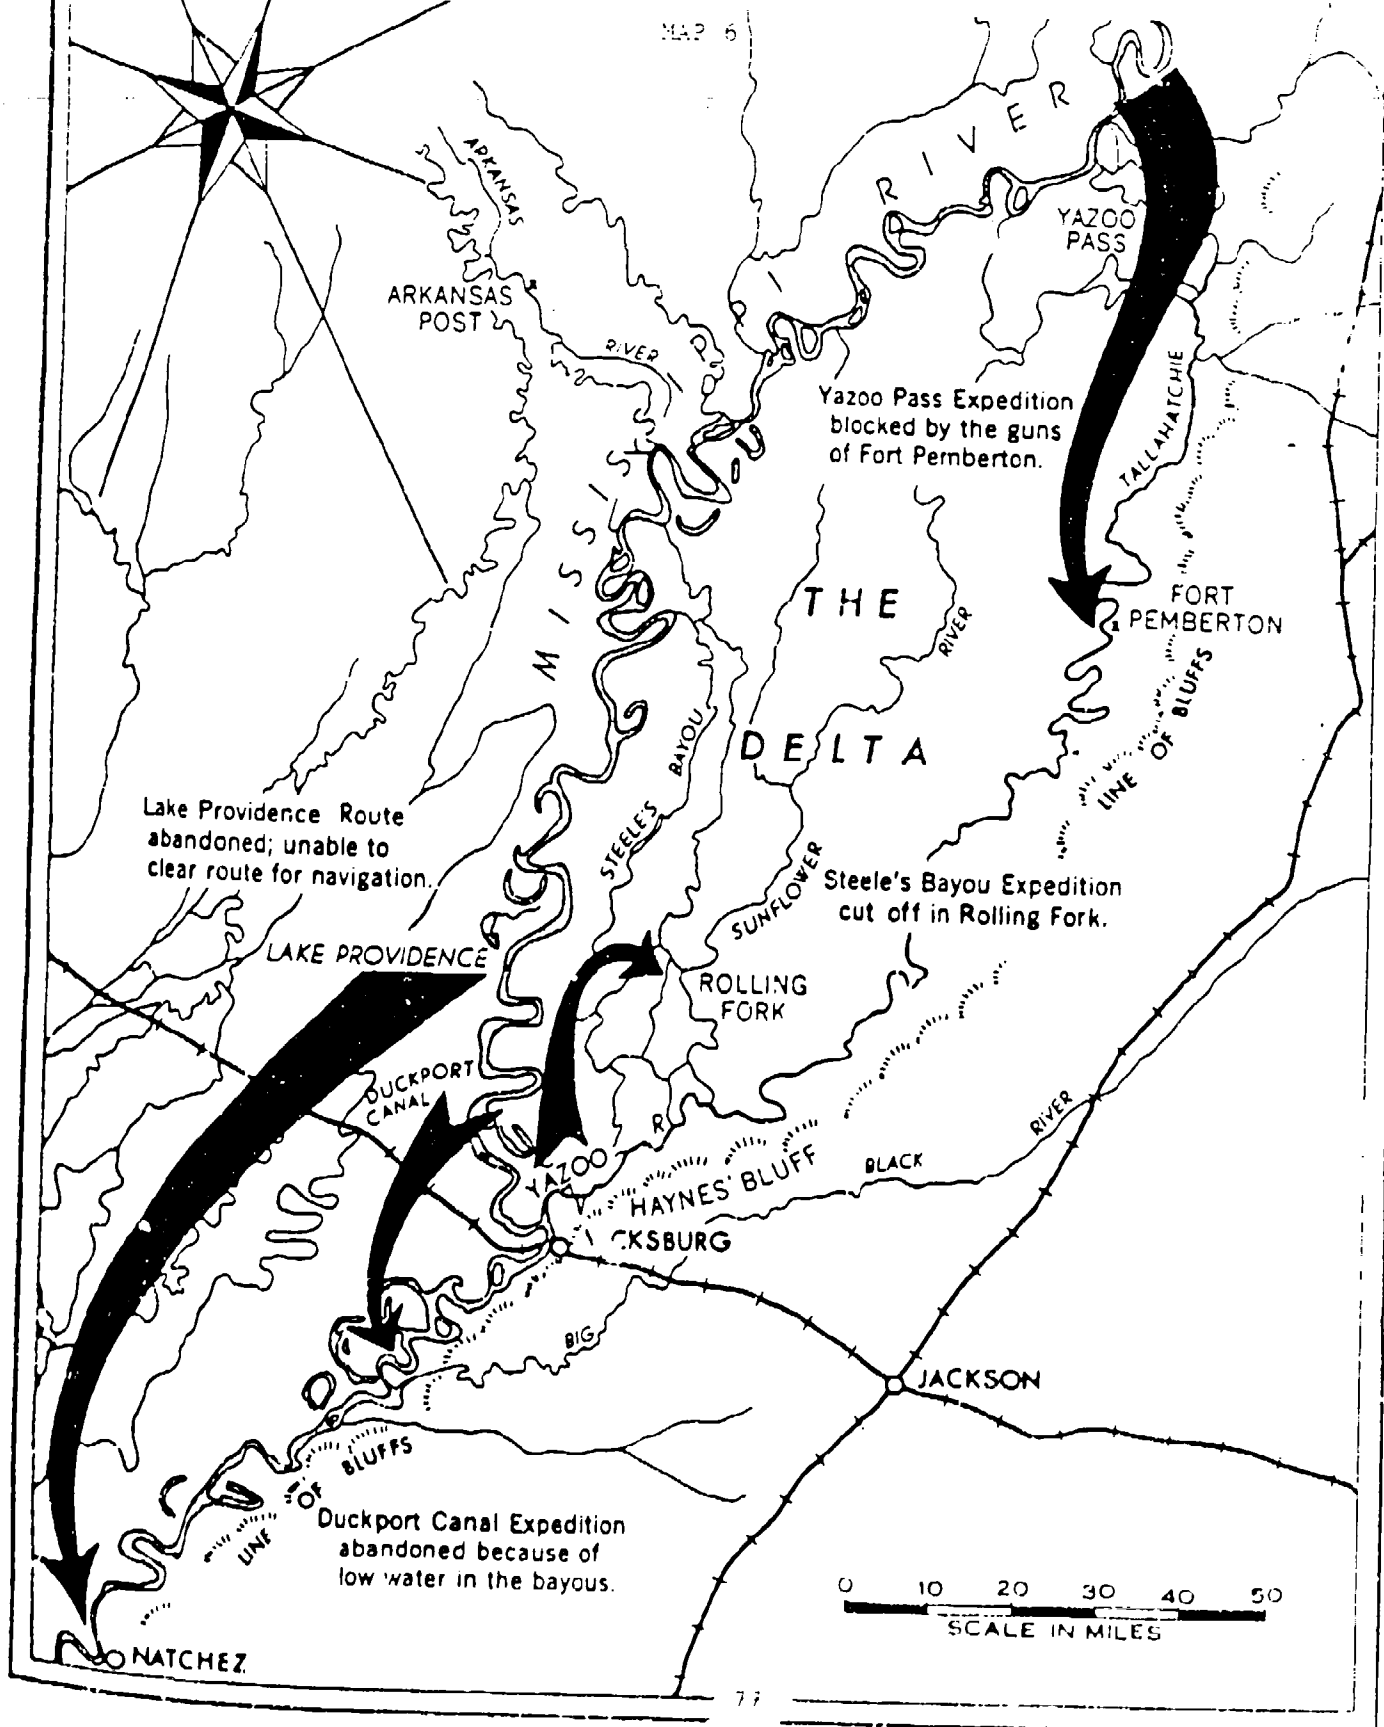 MAP 6
MISSISSIPPI RIVER
ARKANSAS
RIVER
ARKANSAS
POST
YAZOO
PASS
Yazoo Pass Expedition
blocked by the guns
of Fort Pemberton.
TALLAHATCHIE
FORT
PEMBERTON
LINE OF BLUFFS
THE
DELTA
RIVER
SUNFLOWER
STEELE'S BAYOU
Lake Providence Route
abandoned; unable to
clear route for navigation.
Steele's Bayou Expedition
cut off in Rolling Fork.
LAKE PROVIDENCE
ROLLING
FORK
DUCKPORT
CANAL
YAZOO R
HAYNES' BLUFF
BIG BLACK RIVER
V CKSBURG
JACKSON
LINE OF BLUFFS
Duckport Canal Expedition
abandoned because of
low water in the bayous.
0 10 20 30 40 50
SCALE IN MILES
NATCHEZ
77